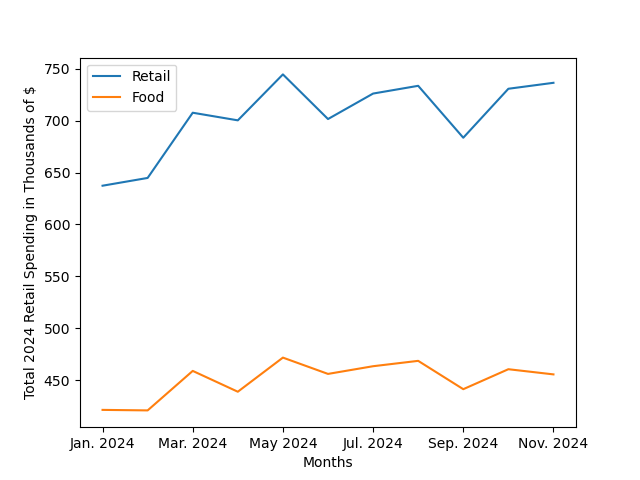 750
700
650
600
550
500
450
Total 2024 Retail Spending in Thousands of $
Retail
Food
Jan. 2024 Mar. 2024 May 2024 Jul. 2024 Sep. 2024 Nov. 2024
Months